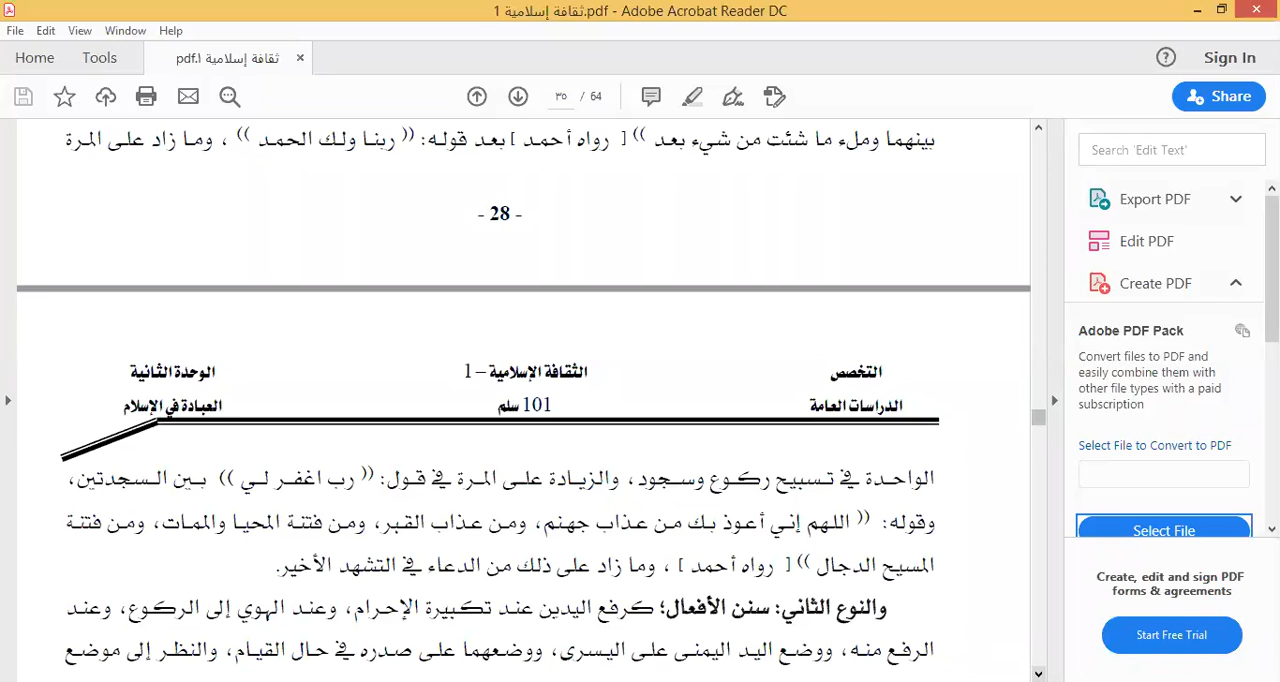 ثقافة إسلامية 1.pdf - Adobe Acrobat Reader DC
File Edit View Window Help
Home Tools ثقافة إسلامية ١.pdf × Sign In
٣٥ / 64 Share
بينهما وملء ما شئت من شيء بعد )) [ رواه أحمد ] بعد قوله: (( ربنا ولك الحمد )) ، وما زاد على المرة
- 28 -
التخصص الثقافة الإسلامية – 1 الوحدة الثانية
الدراسات العامة 101 سلم العبادة في الإسلام
الواحدة في تسبيح ركوع وسجود، والزيادة على المرة في قول: (( رب اغفر لي )) بين السجدتين،
وقوله: (( اللهم إني أعوذ بك من عذاب جهنم، ومن عذاب القبر، ومن فتنة المحيا والممات، ومن فتنة
المسيح الدجال )) [ رواه أحمد ] ، وما زاد على ذلك من الدعاء في التشهد الأخير.
والنوع الثاني: سنن الأفعال؛ كرفع اليدين عند تكبيرة الإحرام، وعند الهوي إلى الركوع، وعند
الرفع منه، ووضع اليد اليمنى على اليسرى، ووضعهما على صدره في حال القيام، والنظر إلى موضع
Search 'Edit Text'
Export PDF
Edit PDF
Create PDF
Adobe PDF Pack
Convert files to PDF and
easily combine them with
other file types with a paid
subscription
Select File to Convert to PDF
Select File
Create, edit and sign PDF
forms & agreements
Start Free Trial